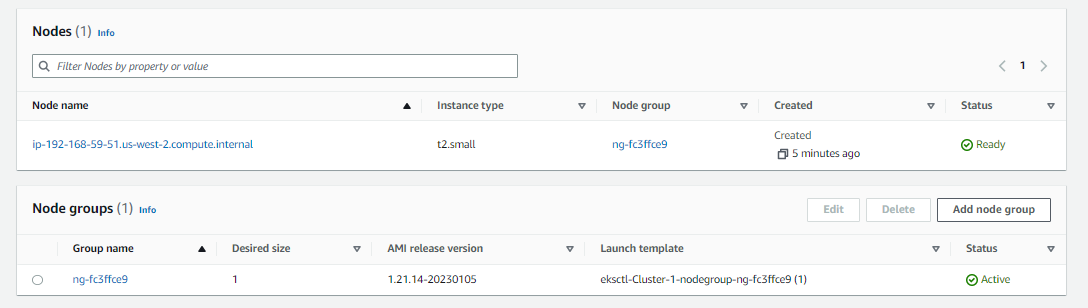 Nodes (1) Info
Filter Nodes by property or value
1
Node name Instance type Node group Created Status
ip-192-168-59-51.us-west-2.compute.internal t2.small ng-fc3ffce9 Created 5 minutes ago Ready
Node groups (1) Info Edit Delete Add node group
Group name Desired size AMI release version Launch template Status
ng-fc3ffce9 1 1.21.14-20230105 eksctl-Cluster-1-nodegroup-ng-fc3ffce9 (1) Active